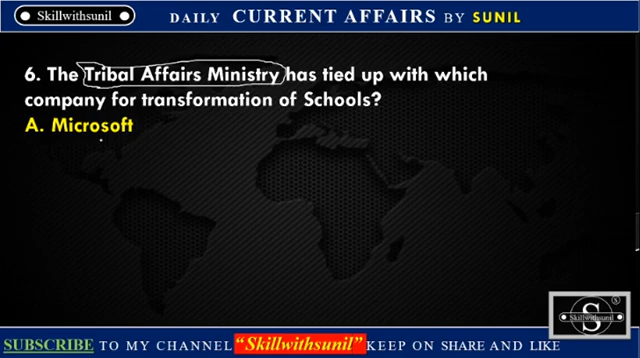 Skillwithsunil
DAILY CURRENT AFFAIRS BY SUNIL
6. The Tribal Affairs Ministry has tied up with which
company for transformation of Schools?
A. Microsoft
S
Skillwithsunil
SUBSCRIBE TO MY CHANNEL "Skillwithsunil" KEEP ON SHARE AND LIKE